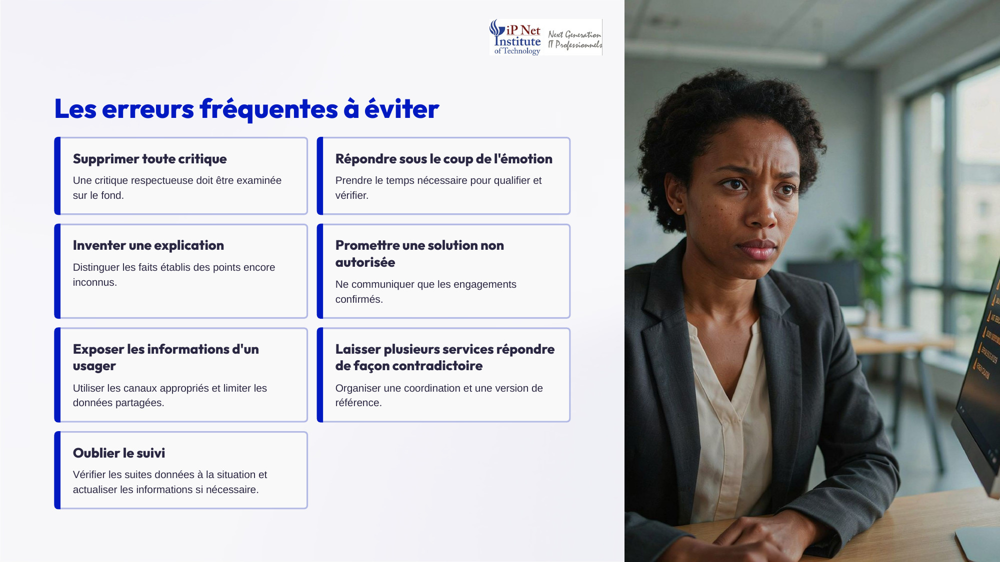 iP Net
Institute
of Technology
Next Generation
IT Professionnels
Les erreurs fréquentes à éviter
Supprimer toute critique
Une critique respectueuse doit être examinée
sur le fond.
Répondre sous le coup de l'émotion
Prendre le temps nécessaire pour qualifier et
vérifier.
Inventer une explication
Distinguer les faits établis des points encore
inconnus.
Promettre une solution non
autorisée
Ne communiquer que les engagements
confirmés.
Exposer les informations d'un
usager
Utiliser les canaux appropriés et limiter les
données partagées.
Laisser plusieurs services répondre
de façon contradictoire
Organiser une coordination et une version de
référence.
Oublier le suivi
Vérifier les suites données à la situation et
actualiser les informations si nécessaire.